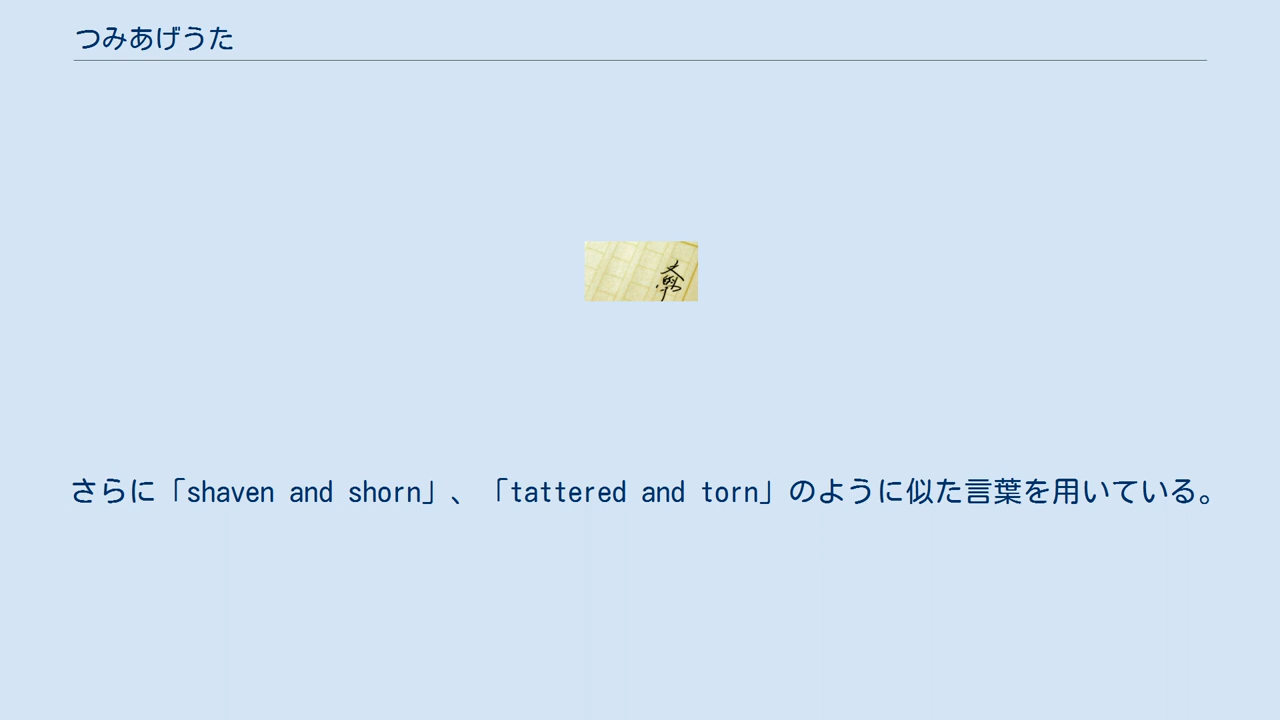 つみあげうた
さらに「shaven and shorn」、「tattered and torn」のように似た言葉を用いている。